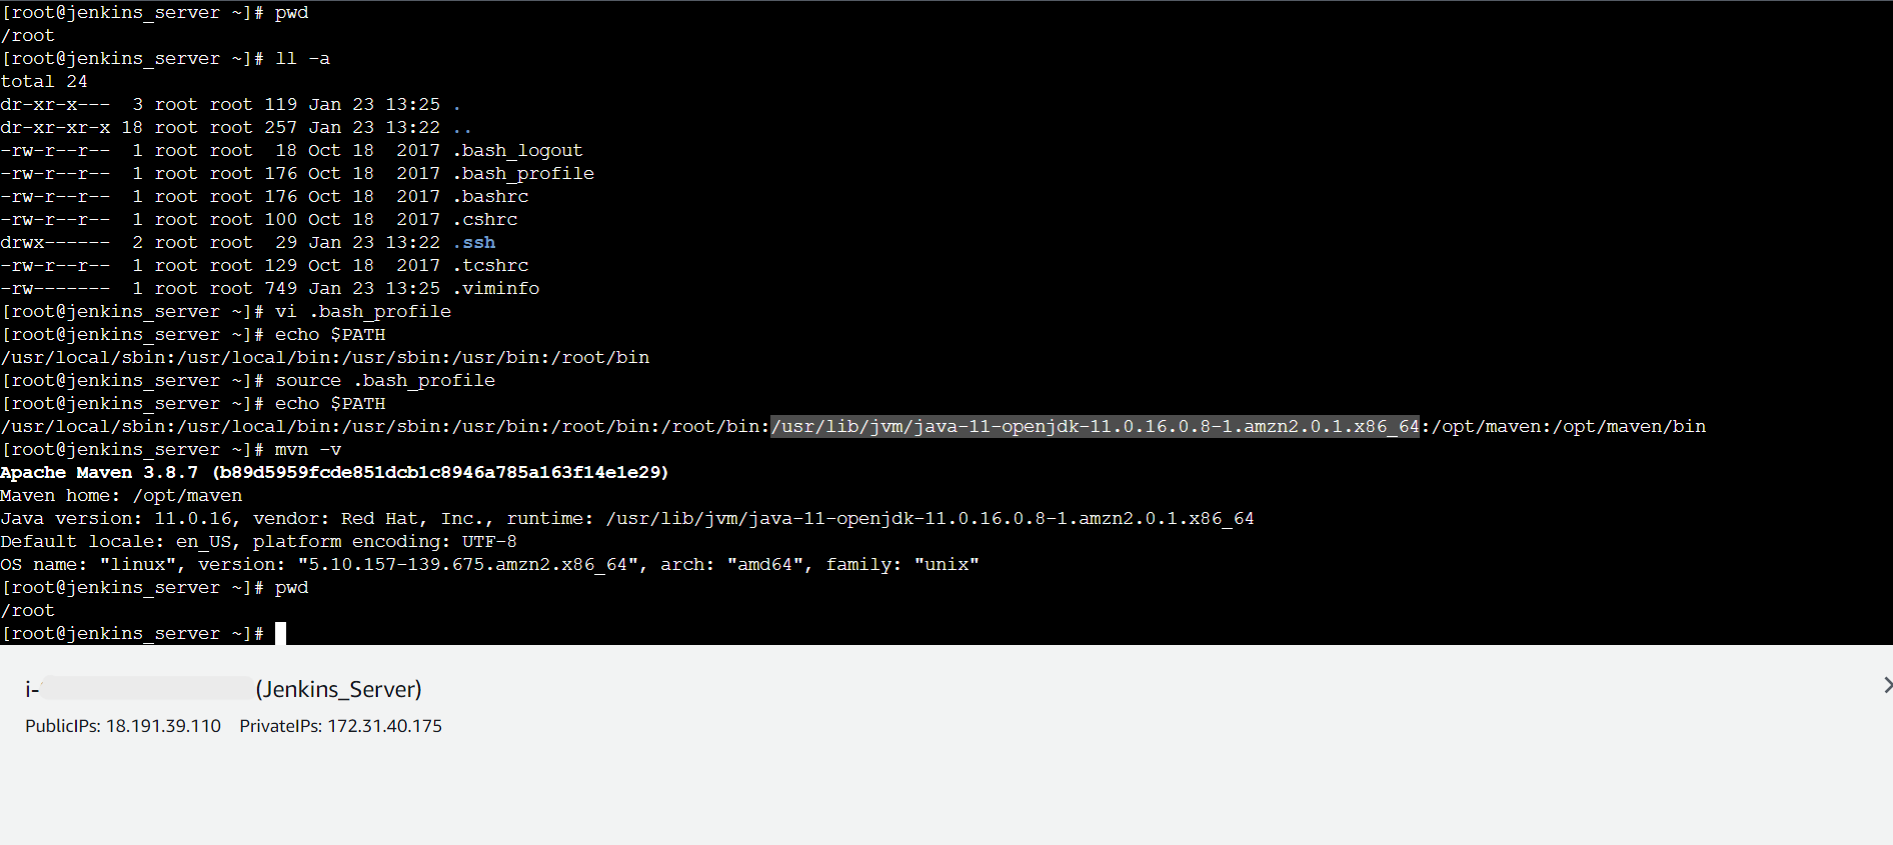 [root@jenkins_server ~]# pwd
/root
[root@jenkins_server ~]# ll -a
total 24
dr-xr-x---  3 root root 119 Jan 23 13:25 .
dr-xr-xr-x 18 root root 257 Jan 23 13:22 ..
-rw-r--r--  1 root root  18 Oct 18  2017 .bash_logout
-rw-r--r--  1 root root 176 Oct 18  2017 .bash_profile
-rw-r--r--  1 root root 176 Oct 18  2017 .bashrc
-rw-r--r--  1 root root 100 Oct 18  2017 .cshrc
drwx------  2 root root  29 Jan 23 13:22 .ssh
-rw-r--r--  1 root root 129 Oct 18  2017 .tcshrc
-rw-------  1 root root 749 Jan 23 13:25 .viminfo
[root@jenkins_server ~]# vi .bash_profile
[root@jenkins_server ~]# echo $PATH
/usr/local/sbin:/usr/local/bin:/usr/sbin:/usr/bin:/root/bin
[root@jenkins_server ~]# source .bash_profile
[root@jenkins_server ~]# echo $PATH
/usr/local/sbin:/usr/local/bin:/usr/sbin:/usr/bin:/root/bin:/root/bin:/usr/lib/jvm/java-11-openjdk-11.0.16.0.8-1.amzn2.0.1.x86_64:/opt/maven:/opt/maven/bin
[root@jenkins_server ~]# mvn -v
Apache Maven 3.8.7 (b89d5959fcde851dcb1c8946a785a163f14e1e29)
Maven home: /opt/maven
Java version: 11.0.16, vendor: Red Hat, Inc., runtime: /usr/lib/jvm/java-11-openjdk-11.0.16.0.8-1.amzn2.0.1.x86_64
Default locale: en_US, platform encoding: UTF-8
OS name: "linux", version: "5.10.157-139.675.amzn2.x86_64", arch: "amd64", family: "unix"
[root@jenkins_server ~]# pwd
/root
[root@jenkins_server ~]#
i- (Jenkins_Server)
PublicIPs: 18.191.39.110 PrivateIPs: 172.31.40.175